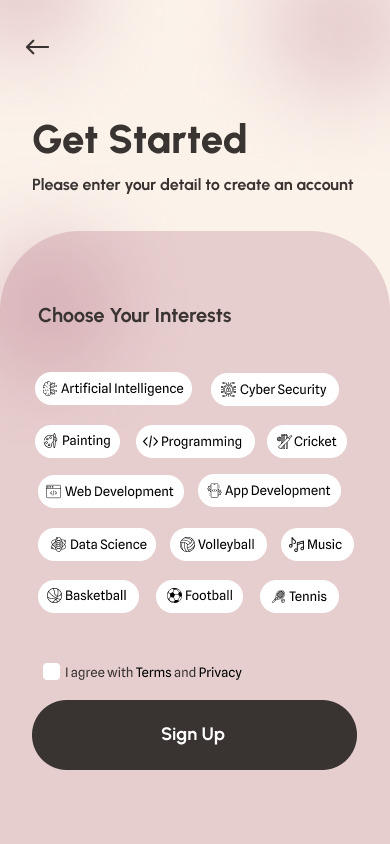 Get Started
Please enter your detail to create an account
Choose Your Interests
Artificial Intelligence
Cyber Security
Painting
Programming
Cricket
Web Development
App Development
Data Science
Volleyball
Music
Basketball
Football
Tennis
I agree with Terms and Privacy
Sign Up